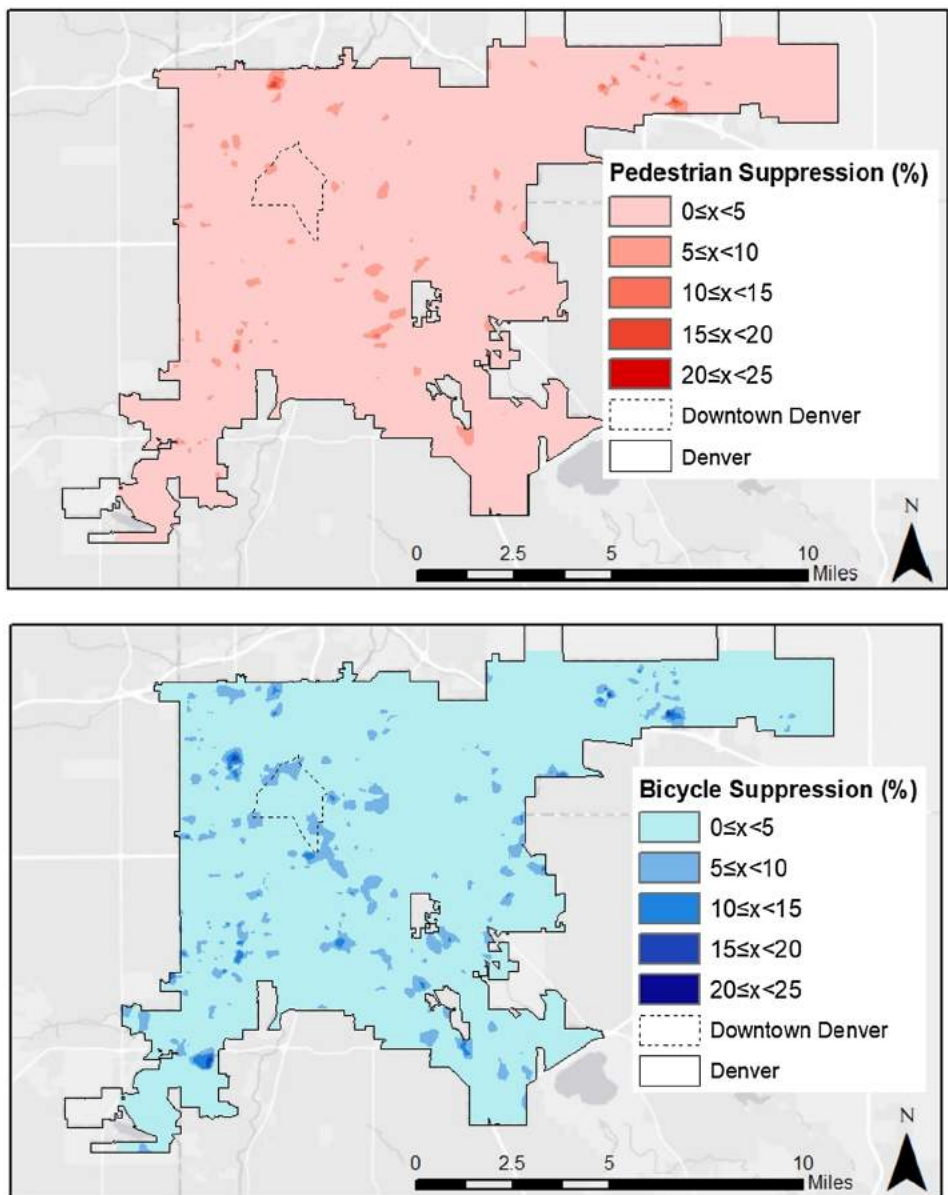 Pedestrian Suppression (%)
0≤x<5
5≤x<10
10≤x<15
15≤x<20
20≤x<25
Downtown Denver
Denver
N
0 2.5 5 10
Miles
Bicycle Suppression (%)
0≤x<5
5≤x<10
10≤x<15
15≤x<20
20≤x<25
Downtown Denver
Denver
N
0 2.5 5 10
Miles